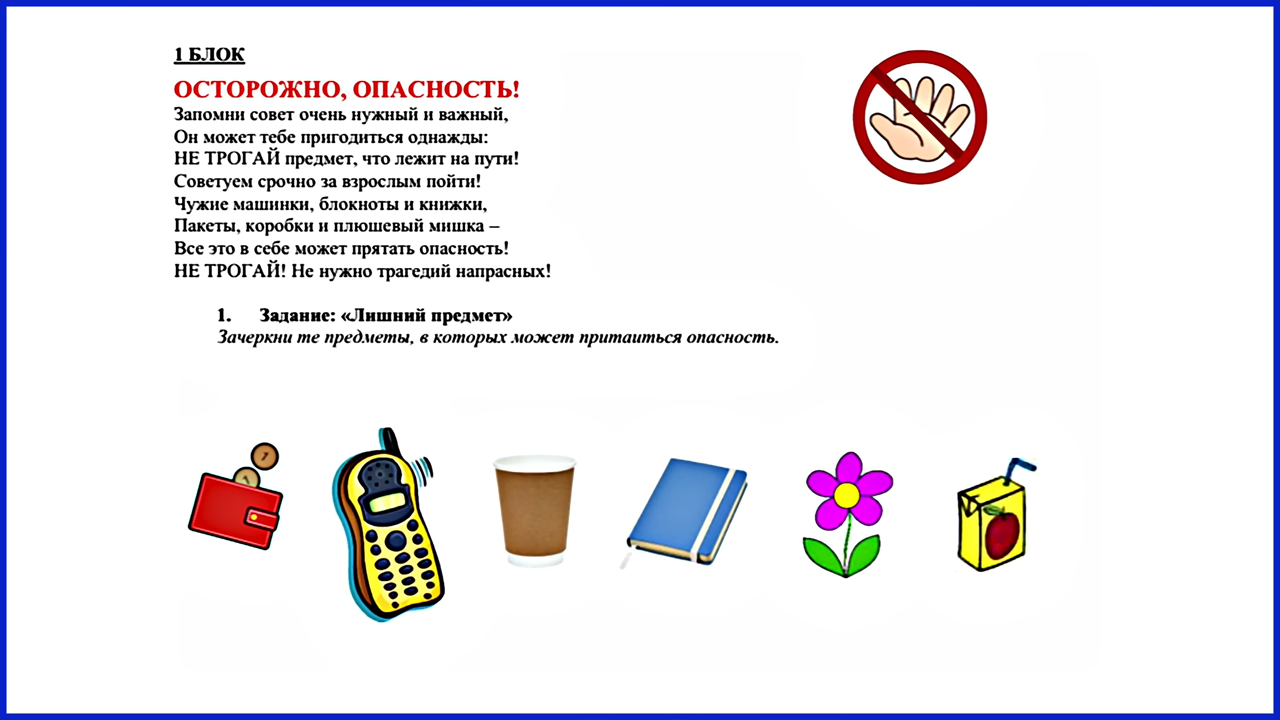 1 БЛОК
ОСТОРОЖНО, ОПАСНОСТЬ!
Запомни совет очень нужный и важный,
Он может тебе пригодиться однажды:
НЕ ТРОГАЙ предмет, что лежит на пути!
Советуем срочно за взрослым пойти!
Чужие машинки, блокноты и книжки,
Пакеты, коробки и плюшевый мишка –
Все это в себе может прятать опасность!
НЕ ТРОГАЙ! Не нужно трагедий напрасных!
1. Задание: «Лишний предмет»
Зачеркни те предметы, в которых может притаиться опасность.
1
1